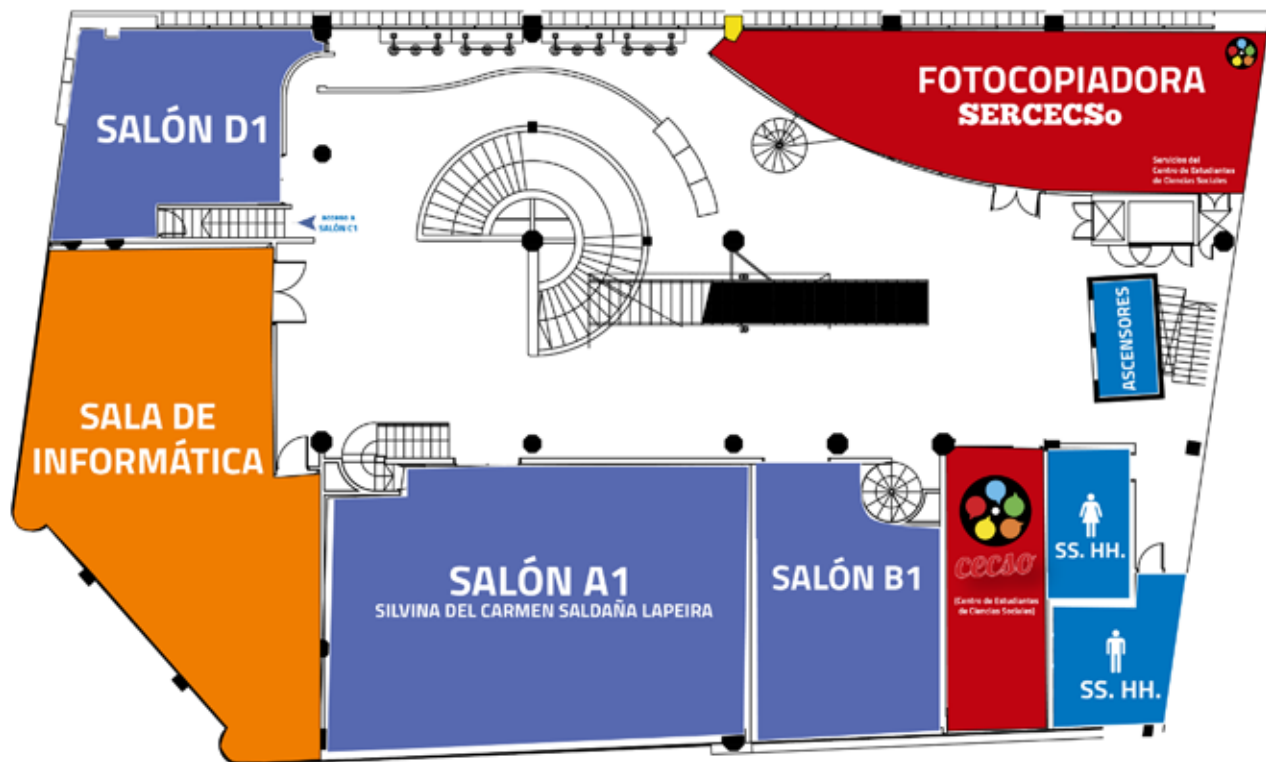 SALÓN D1
FOTOCOPIADORA
SERCECSo
Servicios del
Centro de Estudiantes
de Ciencias Sociales
ACCESO A
SALÓN C1
ASCENSORES
SALA DE
INFORMÁTICA
SALÓN A1
SILVINA DEL CARMEN SALDAÑA LAPEIRA
SALÓN B1
cecso
(Centro de Estudiantes
de Ciencias Sociales)
SS. HH.
SS. HH.